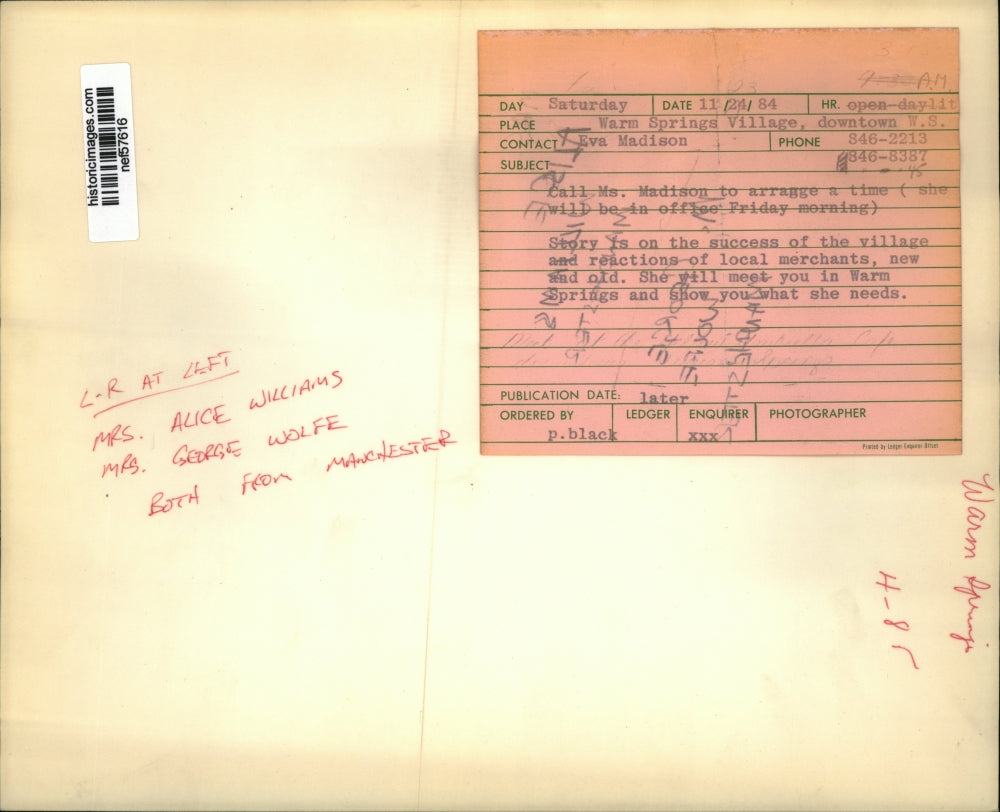 historicimages.com
nef57616
9:30 A.M.
DAY Saturday DATE 11/24/84 HR. open-daylit
PLACE Warm Springs Village, downtown W.S.
CONTACT Eva Madison PHONE 846-2213
SUBJECT 846-8387
Call Ms. Madison to arrange a time ( she
will be in office Friday morning)
Story is on the success of the village
and reactions of local merchants, new
and old. She will meet you in Warm
Springs and show you what she needs.
PUBLICATION DATE: later
ORDERED BY LEDGER ENQUIRER PHOTOGRAPHER
p.black xxx
Printed by Ledger Enquirer Offset
L-R AT LEFT
MRS. ALICE WILLIAMS
MRS. GEORGE WOLFE
BOTH FROM MANCHESTER
Warm Springs
4-85